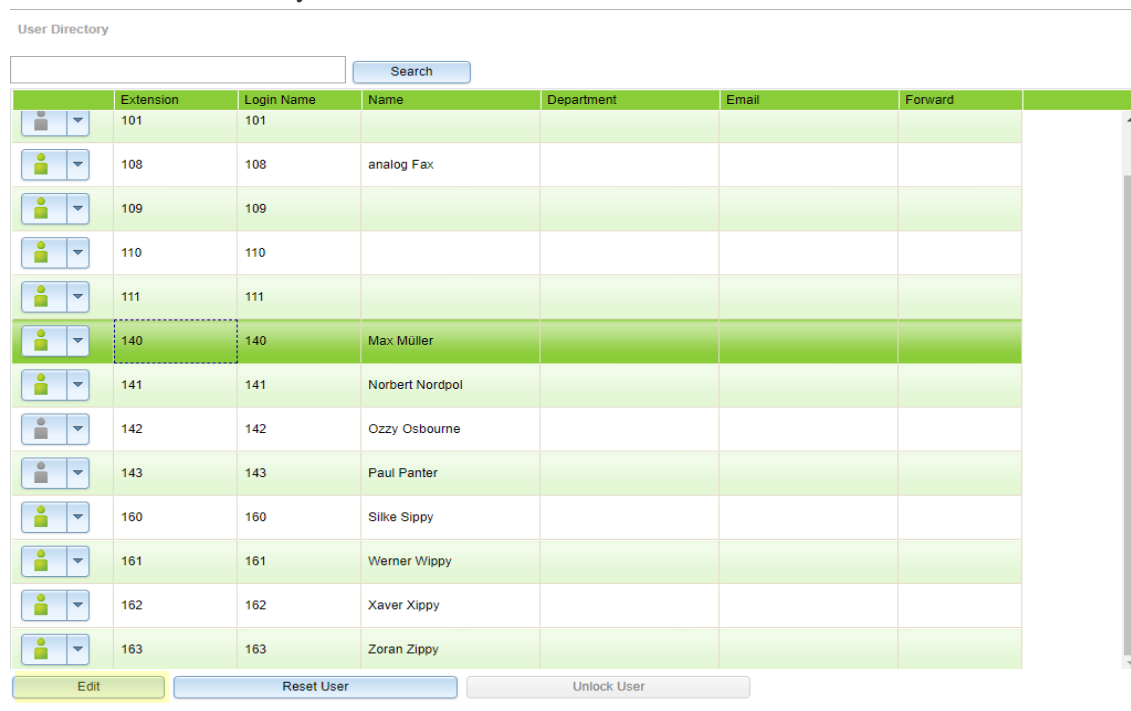 User Directory
Search
Extension Login Name Name Department Email Forward
101 101
108 108 analog Fax
109 109
110 110
111 111
140 140 Max Müller
141 141 Norbert Nordpol
142 142 Ozzy Osbourne
143 143 Paul Panter
160 160 Silke Sippy
161 161 Werner Wippy
162 162 Xaver Xippy
163 163 Zoran Zippy
Edit Reset User Unlock User